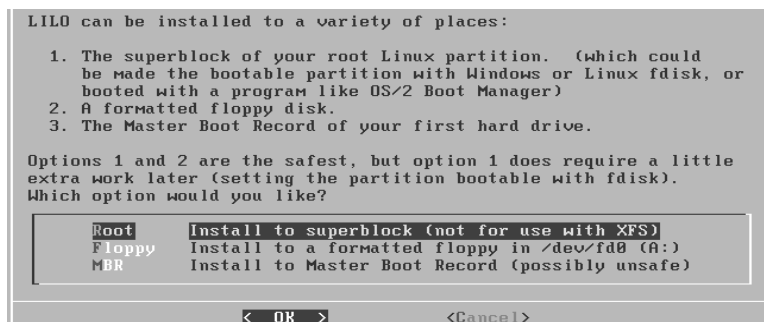 LILO can be installed to a variety of places:
1. The superblock of your root Linux partition. (which could
be made the bootable partition with Windows or Linux fdisk, or
booted with a program like OS/2 Boot Manager)
2. A formatted floppy disk.
3. The Master Boot Record of your first hard drive.
Options 1 and 2 are the safest, but option 1 does require a little
extra work later (setting the partition bootable with fdisk).
Which option would you like?
Root Install to superblock (not for use with XFS)
Floppy Install to a formatted floppy in /dev/fd0 (A:)
MBR Install to Master Boot Record (possibly unsafe)
< OK > <Cancel>